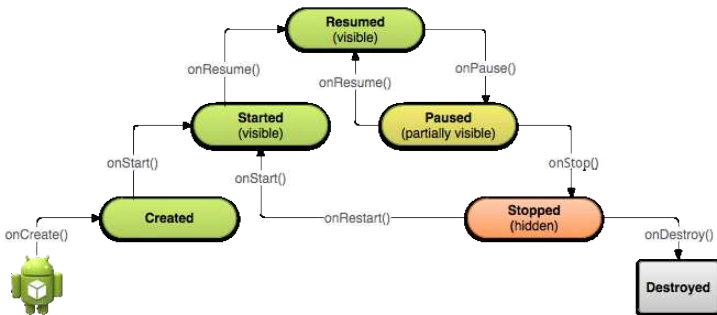 Resumed
(visible)
onResume()
onResume()
onPause()
Started
(visible)
Paused
(partially visible)
onStart()
onStart()
onStop()
Created
onRestart()
Stopped
(hidden)
onCreate()
onDestroy()
Destroyed